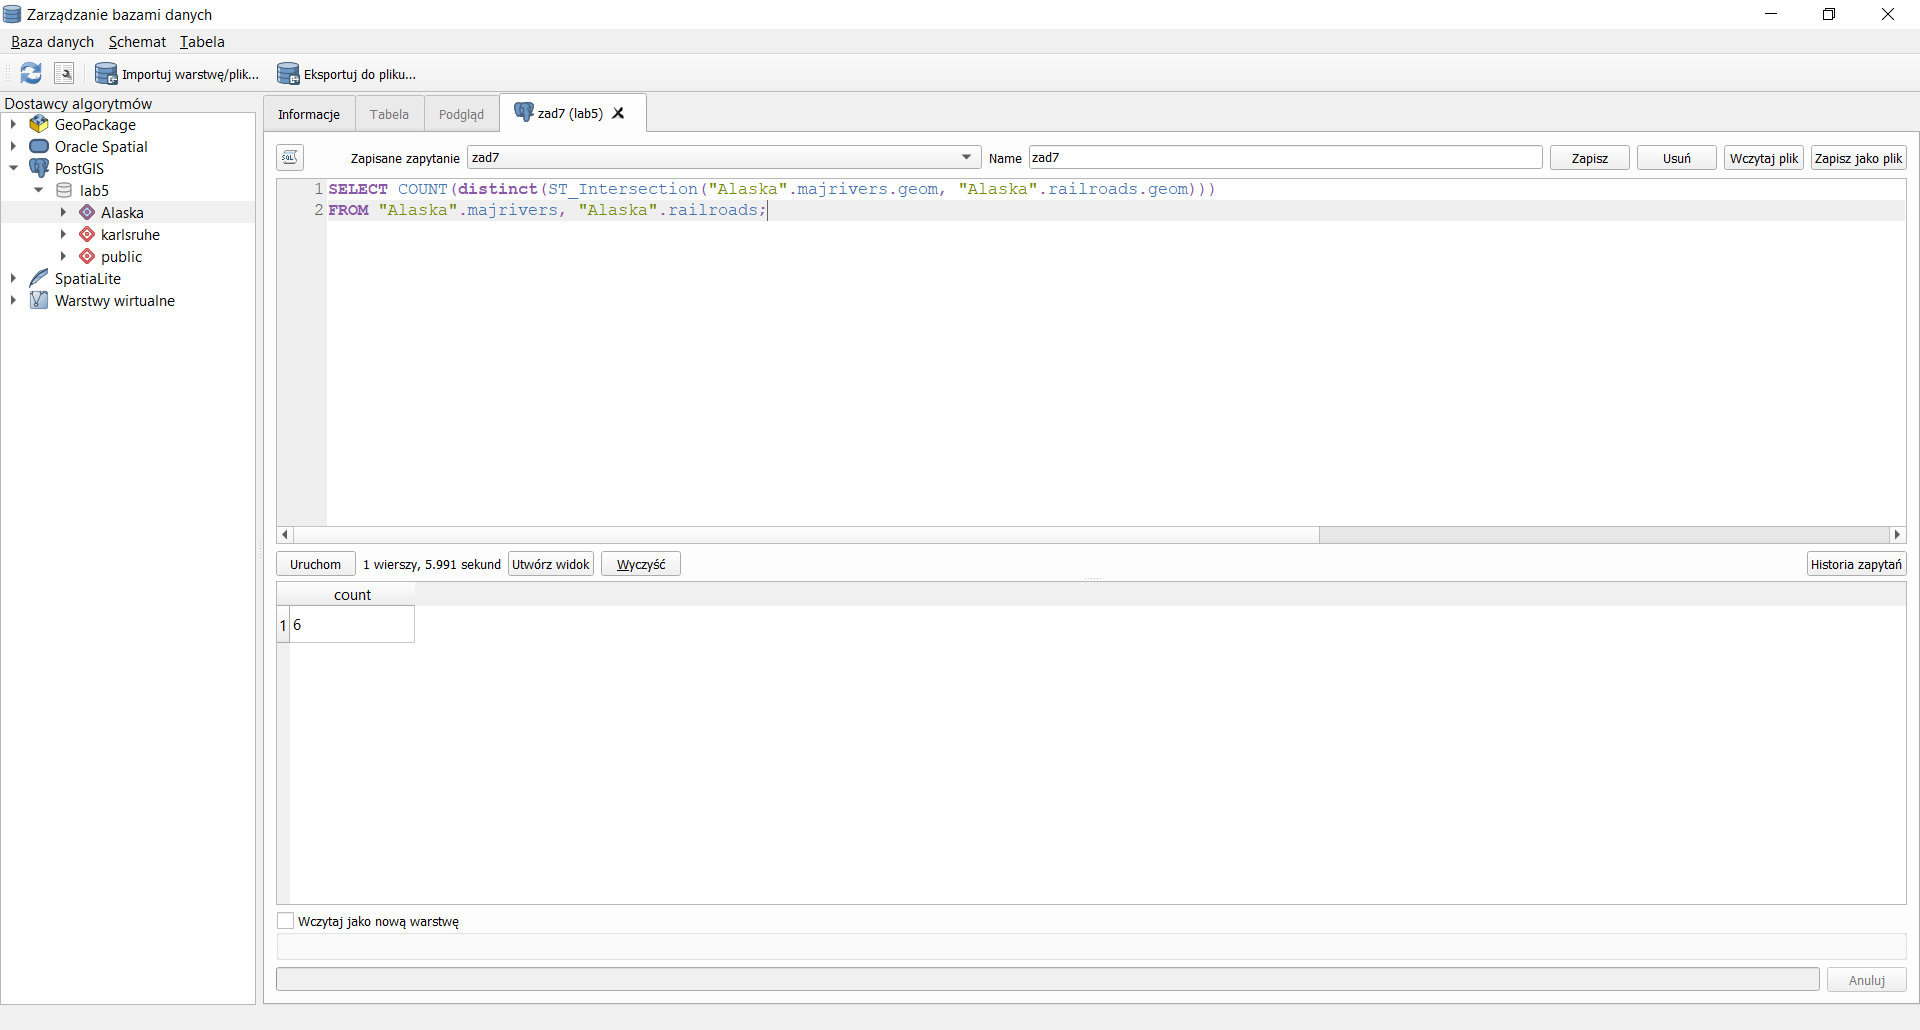 Zarządzanie bazami danych
Baza danych Schemat Tabela
Importuj warstwę/plik... Eksportuj do pliku...
Dostawcy algorytmów
GeoPackage
Oracle Spatial
PostGIS
lab5
Alaska
karlsruhe
public
SpatiaLite
Warstwy wirtualne
Informacje Tabela Podgląd zad7 (lab5)
SQL Zapisane zapytanie zad7 Name zad7 Zapisz Usuń Wczytaj plik Zapisz jako plik
1 SELECT COUNT(distinct(ST_Intersection("Alaska".majrivers.geom, "Alaska".railroads.geom)))
2 FROM "Alaska".majrivers, "Alaska".railroads;
Uruchom 1 wierszy, 5.991 sekund Utwórz widok Wyczyść Historia zapytań
count
1 6
Wczytaj jako nową warstwę
Anuluj